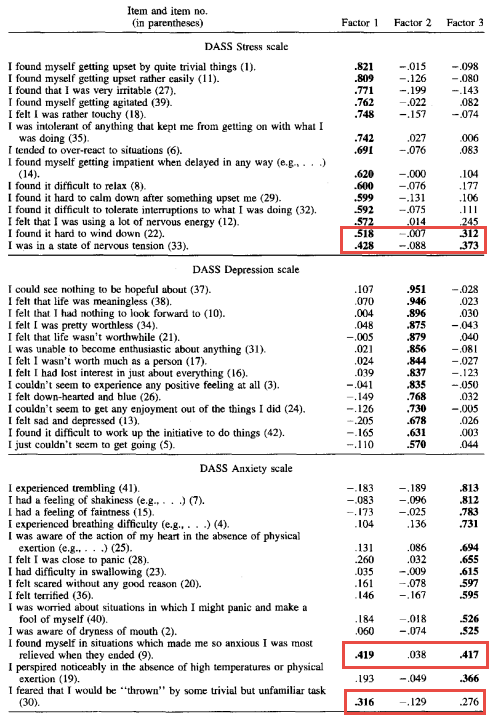 Item and item no.
(in parentheses) Factor 1 Factor 2 Factor 3
DASS Stress scale
I found myself getting upset by quite trivial things (1). .821 −.015 −.098
I found myself getting upset rather easily (11). .809 −.126 −.080
I found that I was very irritable (27). .771 −.199 −.143
I found myself getting agitated (39). .762 −.022 .082
I felt I was rather touchy (18). .748 −.157 −.074
I was intolerant of anything that kept me from getting on with what I
was doing (35). .742 .027 .006
I tended to over-react to situations (6). .691 −.076 .083
I found myself getting impatient when delayed in any way (e.g., . . .)
(14). .620 −.000 .104
I found it difficult to relax (8). .600 −.076 .177
I found it hard to calm down after something upset me (29). .599 −.131 .106
I found it difficult to tolerate interruptions to what I was doing (32). .592 −.075 .111
I felt that I was using a lot of nervous energy (12). .572 .014 .245
I found it hard to wind down (22). .518 −.007 .312
I was in a state of nervous tension (33). .428 −.088 .373
DASS Depression scale
I could see nothing to be hopeful about (37). .107 .951 −.028
I felt that life was meaningless (38). .070 .946 .023
I felt that I had nothing to look forward to (10). .004 .896 .030
I felt I was pretty worthless (34). .048 .875 −.043
I felt that life wasn't worthwhile (21). −.005 .879 .040
I was unable to become enthusiastic about anything (31). .021 .856 −.081
I felt I wasn't worth much as a person (17). .024 .844 −.027
I felt I had lost interest in just about everything (16). .039 .837 −.123
I couldn't seem to experience any positive feeling at all (3). −.041 .835 −.050
I felt down-hearted and blue (26). −.149 .768 .032
I couldn't seem to get any enjoyment out of the things I did (24). −.126 .730 −.005
I felt sad and depressed (13). −.205 .678 .026
I found it difficult to work up the initiative to do things (42). −.165 .631 .003
I just couldn't seem to get going (5). −.110 .570 .044
DASS Anxiety scale
I experienced trembling (41). −.183 −.189 .813
I had a feeling of shakiness (e.g., . . .) (7). −.083 −.096 .812
I had a feeling of faintness (15). −.173 −.025 .783
I experienced breathing difficulty (e.g., . . .) (4). .104 .136 .731
I was aware of the action of my heart in the absence of physical
exertion (e.g., . . .) (25). .131 .086 .694
I felt I was close to panic (28). .260 .032 .655
I had difficulty in swallowing (23). .035 −.009 .615
I felt scared without any good reason (20). .161 −.078 .597
I felt terrified (36). .146 −.167 .595
I was worried about situations in which I might panic and make a
fool of myself (40). .184 −.018 .526
I was aware of dryness of mouth (2). .060 −.074 .525
I found myself in situations which made me so anxious I was most
relieved when they ended (9). .419 .038 .417
I perspired noticeably in the absence of high temperatures or physical
exertion (19). .193 −.049 .366
I feared that I would be "thrown" by some trivial but unfamiliar task
(30). .316 −.129 .276